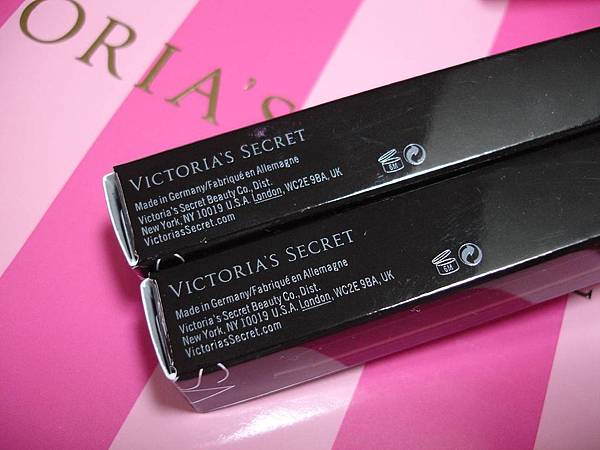 ORIA'S
VICTORIA'S SECRET
Made in Germany/Fabriqué en Allemagne
Victoria's Secret Beauty Co., Dist.
New York, NY 10019 U.S.A. London, WC2E 9BA, UK
VictoriasSecret.com
6M
VICTORIA'S SECRET
Made in Germany/Fabriqué en Allemagne
Victoria's Secret Beauty Co., Dist.
New York, NY 10019 U.S.A. London, WC2E 9BA, UK
VictoriasSecret.com
6M
VS